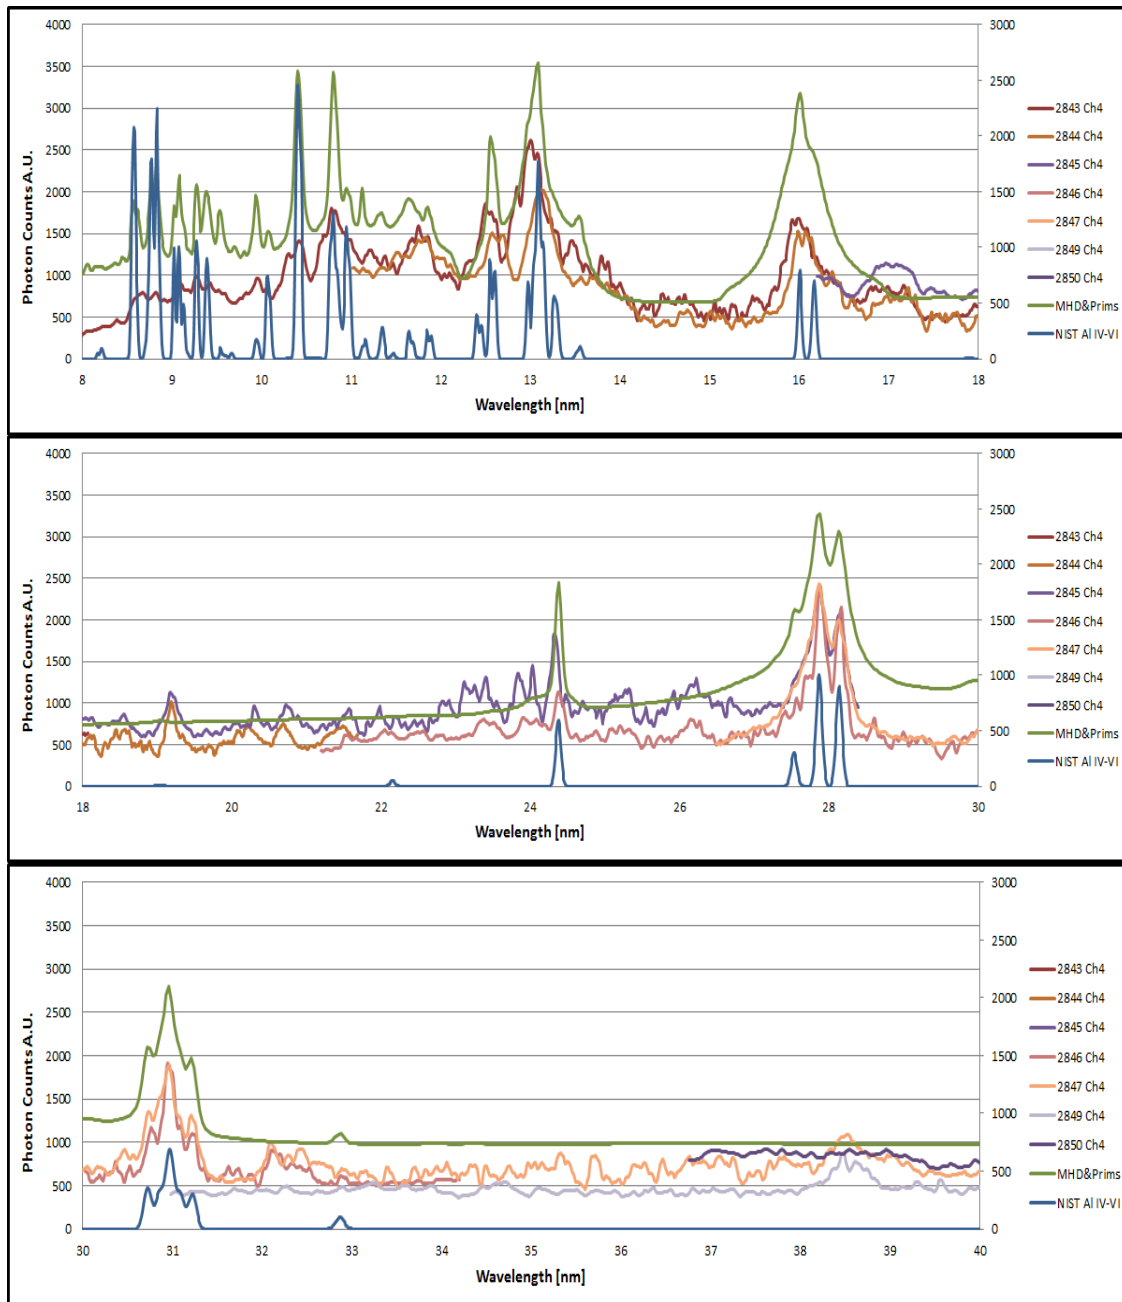 4000
3500
3000
2500
2000
1500
1000
500
0
Photon Counts A.U.
3000
2500
2000
1500
1000
500
0
8 9 10 11 12 13 14 15 16 17 18
Wavelength [nm]
2843 Ch4
2844 Ch4
2845 Ch4
2846 Ch4
2847 Ch4
2849 Ch4
2850 Ch4
MHD&Prims
NIST Al IV-VI
4000
3500
3000
2500
2000
1500
1000
500
0
Photon Counts A.U.
3000
2500
2000
1500
1000
500
0
18 20 22 24 26 28 30
Wavelength [nm]
2843 Ch4
2844 Ch4
2845 Ch4
2846 Ch4
2847 Ch4
2849 Ch4
2850 Ch4
MHD&Prims
NIST Al IV-VI
4000
3500
3000
2500
2000
1500
1000
500
0
Photon Counts A.U.
3000
2500
2000
1500
1000
500
0
30 31 32 33 34 35 36 37 38 39 40
Wavelength [nm]
2843 Ch4
2844 Ch4
2845 Ch4
2846 Ch4
2847 Ch4
2849 Ch4
2850 Ch4
MHD&Prims
NIST Al IV-VI